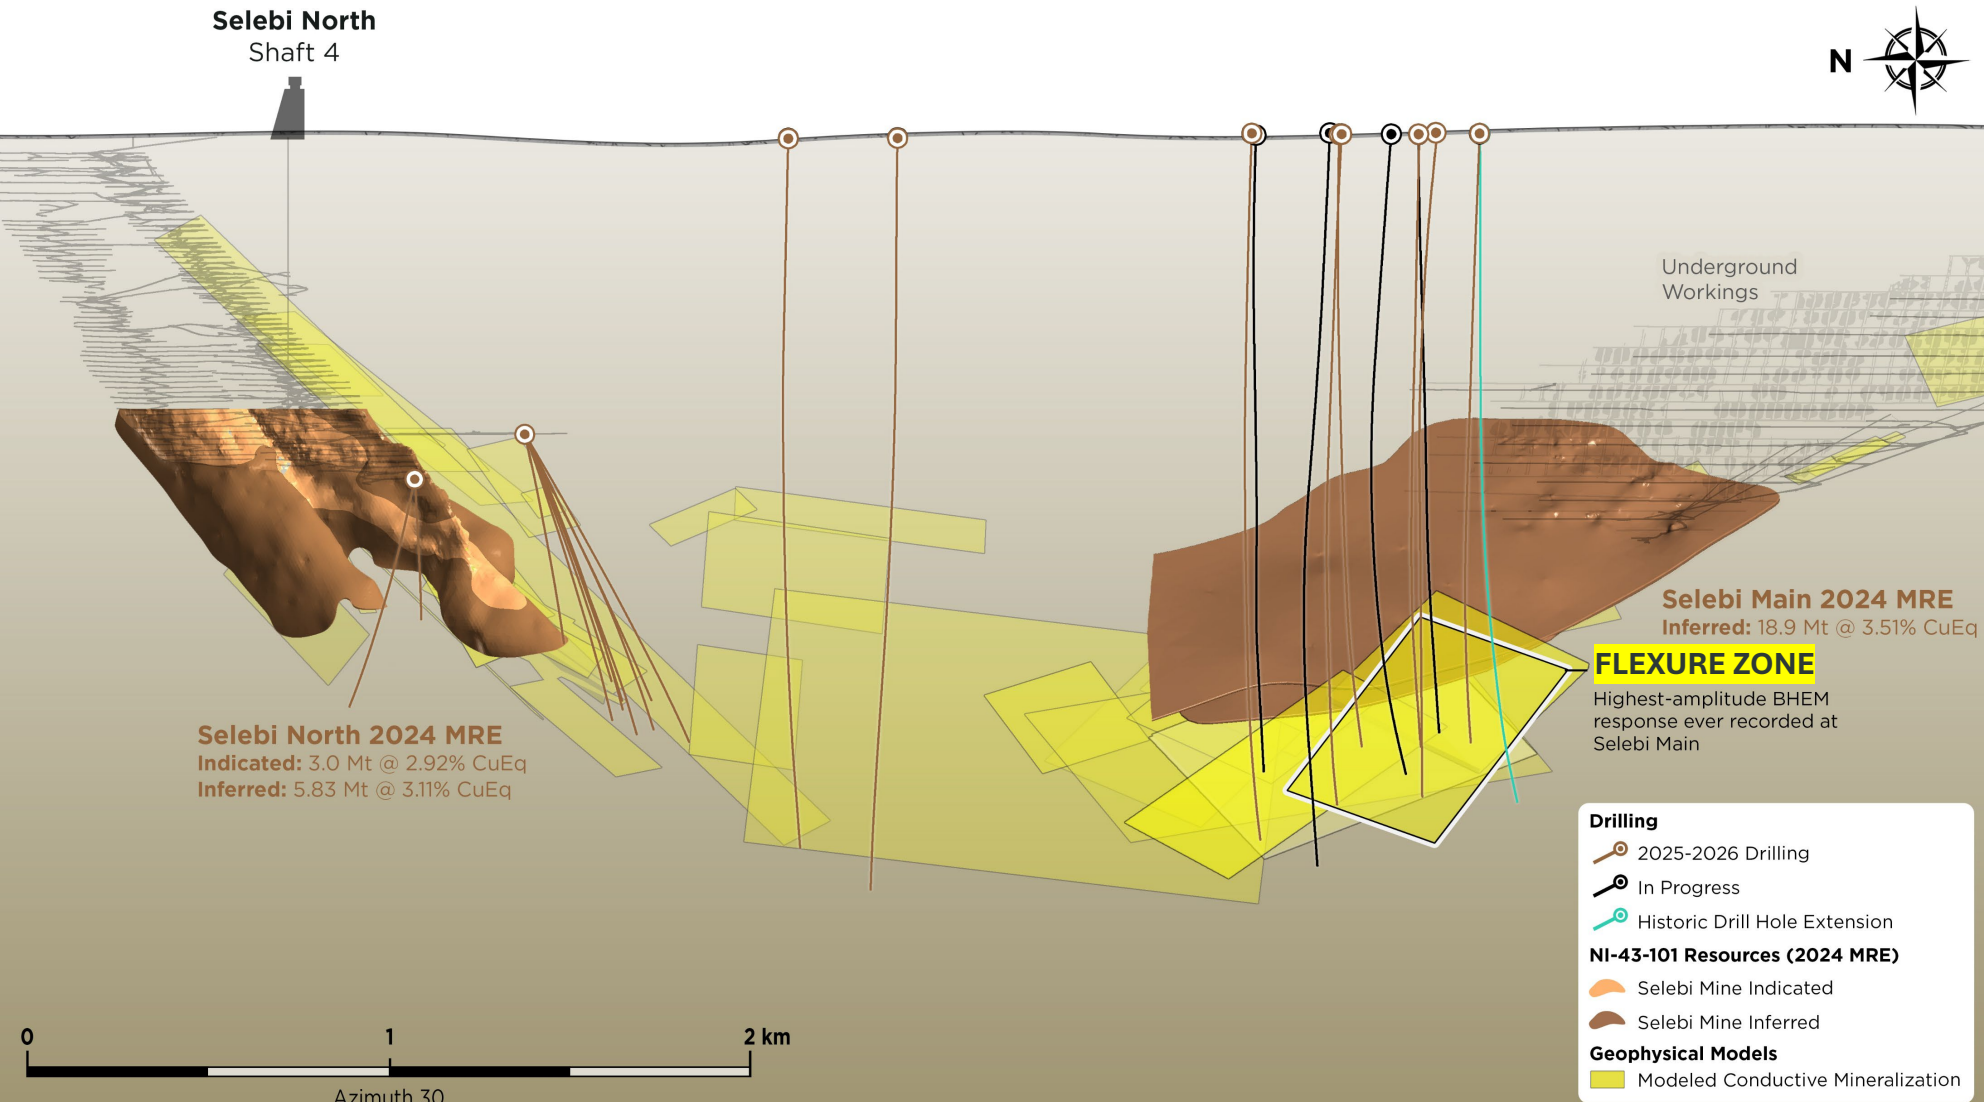 Selebi North
Shaft 4
N
Underground
Workings
Selebi Main 2024 MRE
Inferred: 18.9 Mt @ 3.51% CuEq
FLEXURE ZONE
Highest-amplitude BHEM
response ever recorded at
Selebi Main
Selebi North 2024 MRE
Indicated: 3.0 Mt @ 2.92% CuEq
Inferred: 5.83 Mt @ 3.11% CuEq
Drilling
2025-2026 Drilling
In Progress
Historic Drill Hole Extension
NI-43-101 Resources (2024 MRE)
Selebi Mine Indicated
Selebi Mine Inferred
Geophysical Models
Modeled Conductive Mineralization
0 1 2 km
Azimuth 30